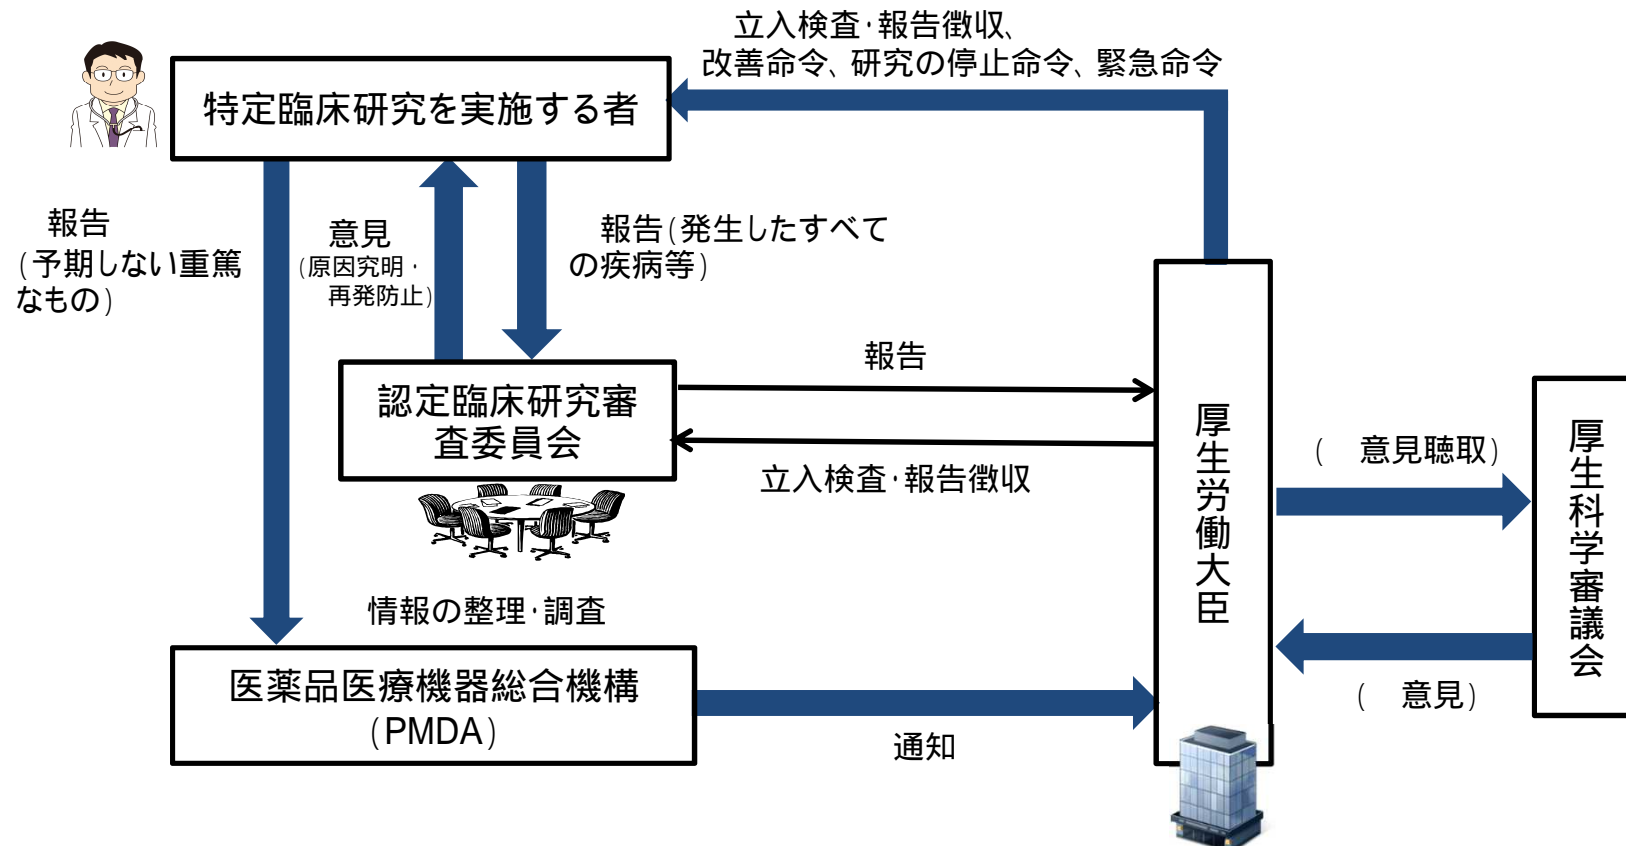 立入検査・報告徴収、
改善命令、研究の停止命令、緊急命令
特定臨床研究を実施する者
報告
(予期しない重篤
なもの)
意見
(原因究明・
再発防止)
報告(発生したすべて
の疾病等)
認定臨床研究審
査委員会
報告
立入検査・報告徴収
厚生労働大臣
( 意見聴取)
( 意見)
厚生科学審議会
情報の整理・調査
医薬品医療機器総合機構
(PMDA)
通知